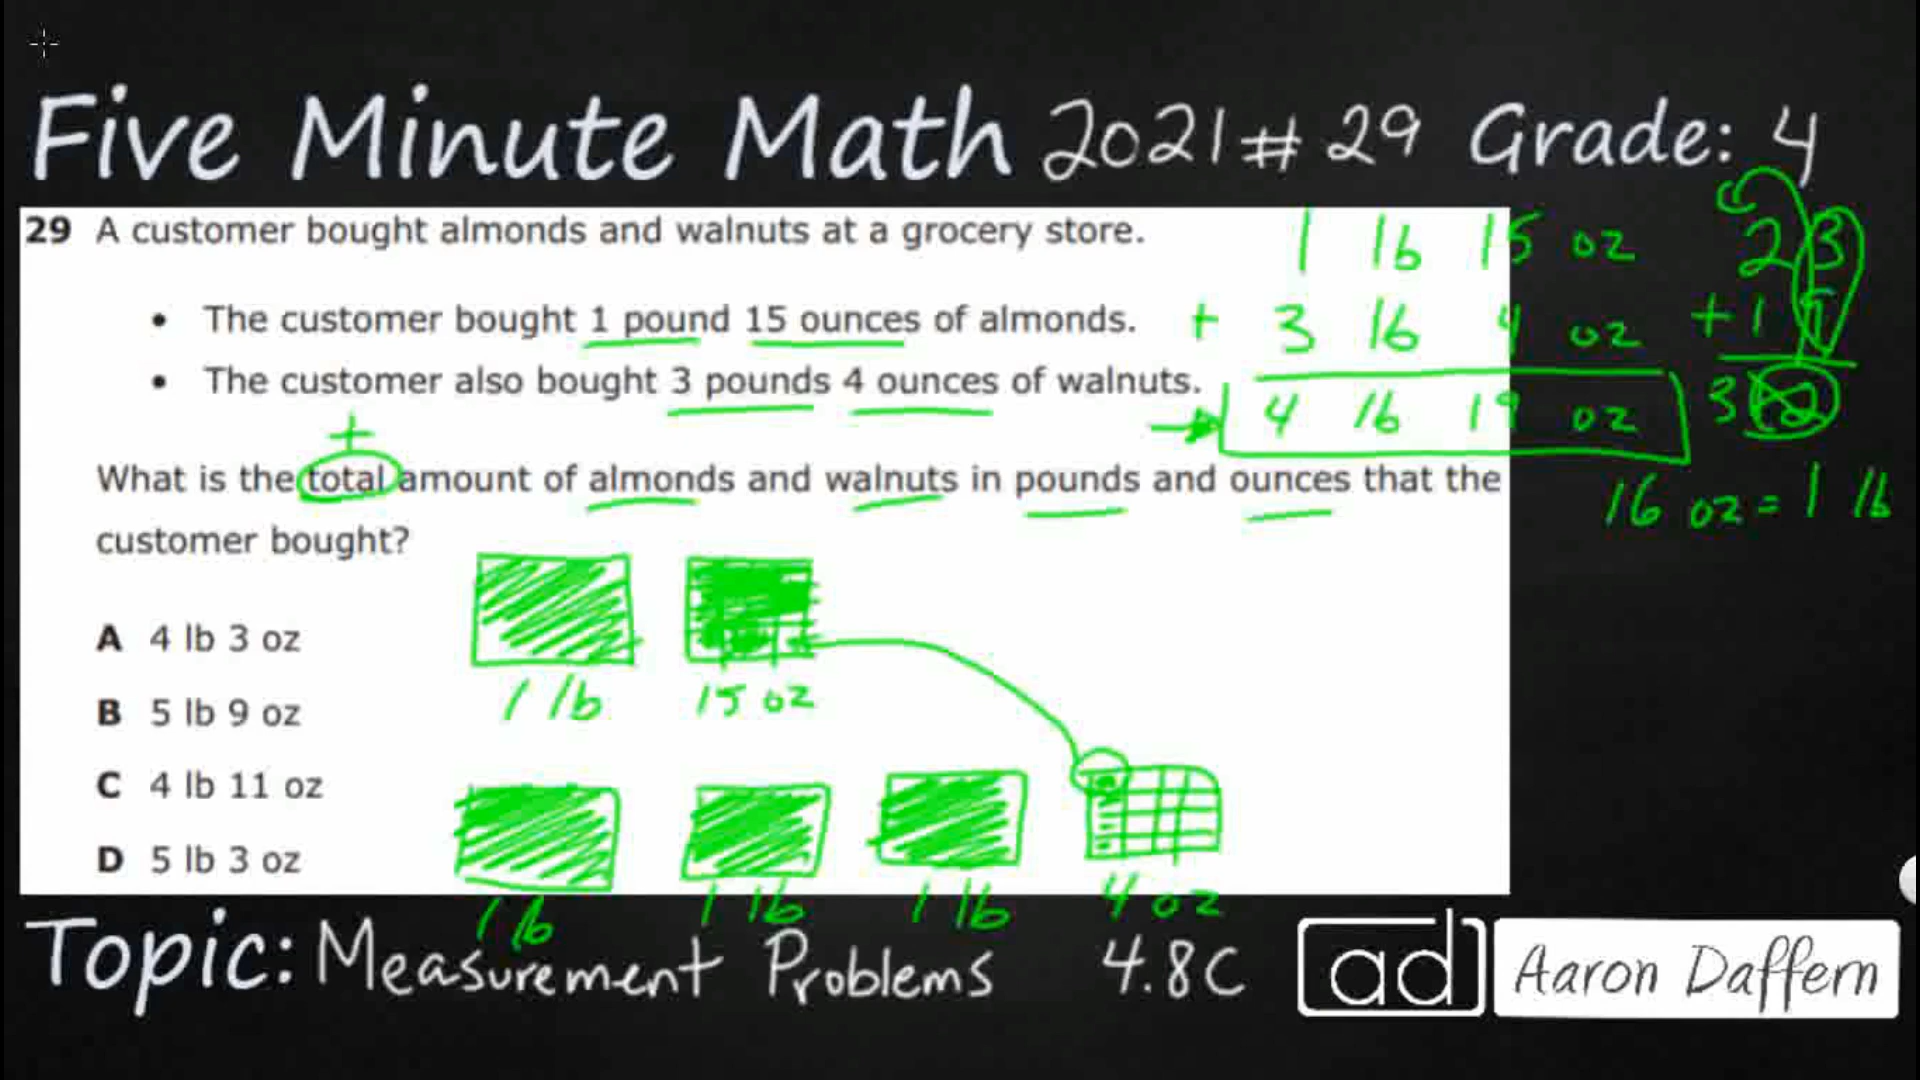 Five Minute Math 2021 # 29 Grade: 4
29 A customer bought almonds and walnuts at a grocery store.
• The customer bought 1 pound 15 ounces of almonds.
• The customer also bought 3 pounds 4 ounces of walnuts.
1 lb 15 oz
+ 3 lb 4 oz
4 lb 19 oz
23
+ 1
3
16 oz = 1 lb
+
What is the total amount of almonds and walnuts in pounds and ounces that the
customer bought?
A 4 lb 3 oz
B 5 lb 9 oz
C 4 lb 11 oz
D 5 lb 3 oz
1 lb 15 oz
1 lb 1 lb 1 lb 4 oz
Topic: Measurement Problems 4.8C
ad Aaron Daffern